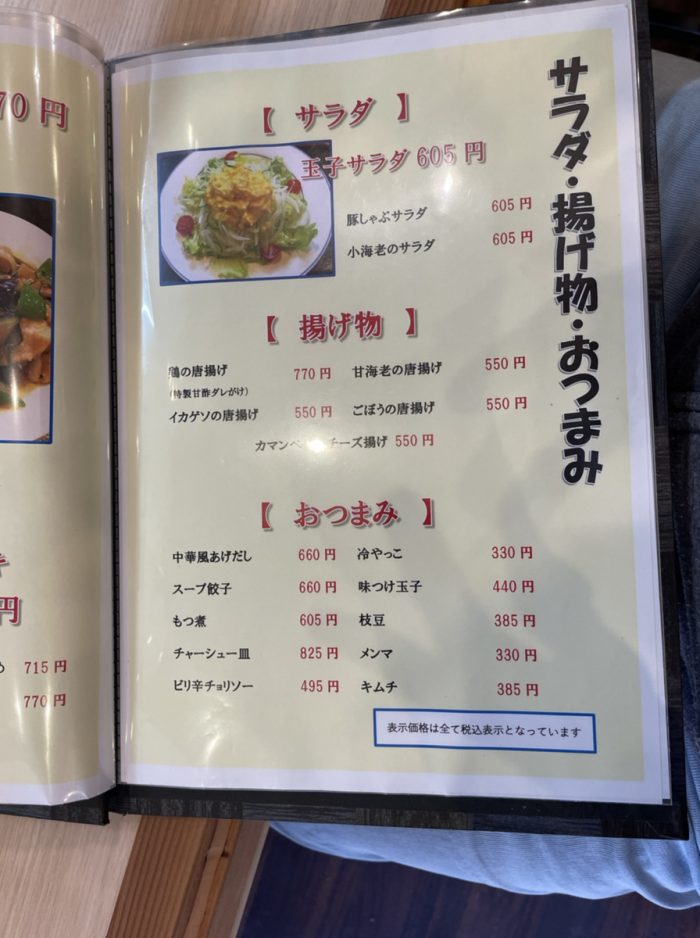 70 円
円
715 円
770 円
サラダ・揚げ物・おつまみ
【 サラダ 】
玉子サラダ 605 円
豚しゃぶサラダ 605 円
小海老のサラダ 605 円
【 揚げ物 】
鶏の唐揚げ 770 円 甘海老の唐揚げ 550 円
(特製甘酢ダレがけ)
イカゲソの唐揚げ 550 円 ごぼうの唐揚げ 550 円
カマンベ チーズ揚げ 550 円
【 おつまみ 】
中華風あげだし 660 円 冷やっこ 330 円
スープ餃子 660 円 味つけ玉子 440 円
もつ煮 605 円 枝豆 385 円
チャーシュー皿 825 円 メンマ 330 円
ピリ辛チョリソー 495 円 キムチ 385 円
表示価格は全て税込表示となっています